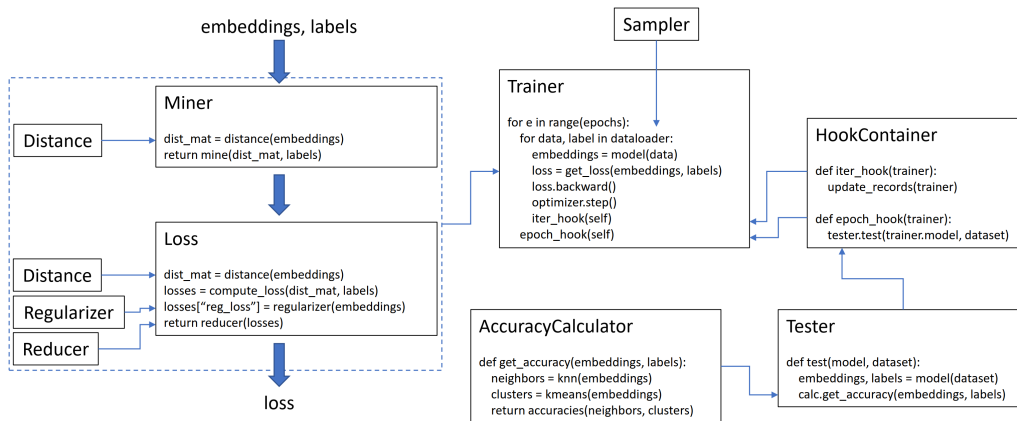 embeddings, labels
Miner
dist_mat = distance(embeddings)
return mine(dist_mat, labels)
Distance
Loss
dist_mat = distance(embeddings)
losses = compute_loss(dist_mat, labels)
losses[“reg_loss”] = regularizer(embeddings)
return reducer(losses)
Distance
Regularizer
Reducer
loss
Sampler
Trainer
for e in range(epochs):
for data, label in dataloader:
embeddings = model(data)
loss = get_loss(embeddings, labels)
loss.backward()
optimizer.step()
iter_hook(self)
epoch_hook(self)
HookContainer
def iter_hook(trainer):
update_records(trainer)
def epoch_hook(trainer):
tester.test(trainer.model, dataset)
AccuracyCalculator
def get_accuracy(embeddings, labels):
neighbors = knn(embeddings)
clusters = kmeans(embeddings)
return accuracies(neighbors, clusters)
Tester
def test(model, dataset):
embeddings, labels = model(dataset)
calc.get_accuracy(embeddings, labels)